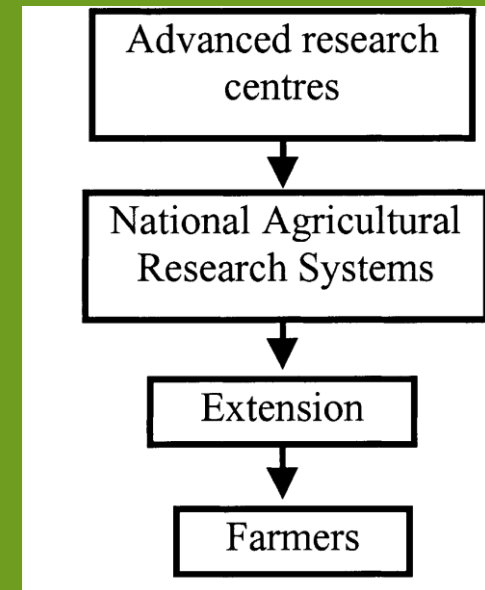 Advanced research
centres
National Agricultural
Research Systems
Extension
Farmers